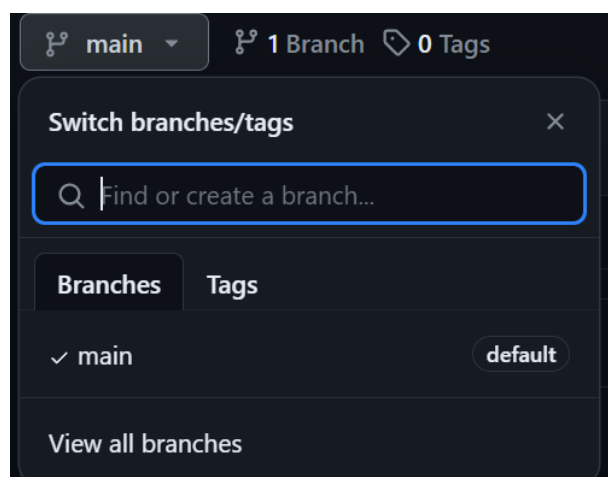 main 1 Branch 0 Tags
Switch branches/tags
Find or create a branch...
Branches Tags
main default
View all branches